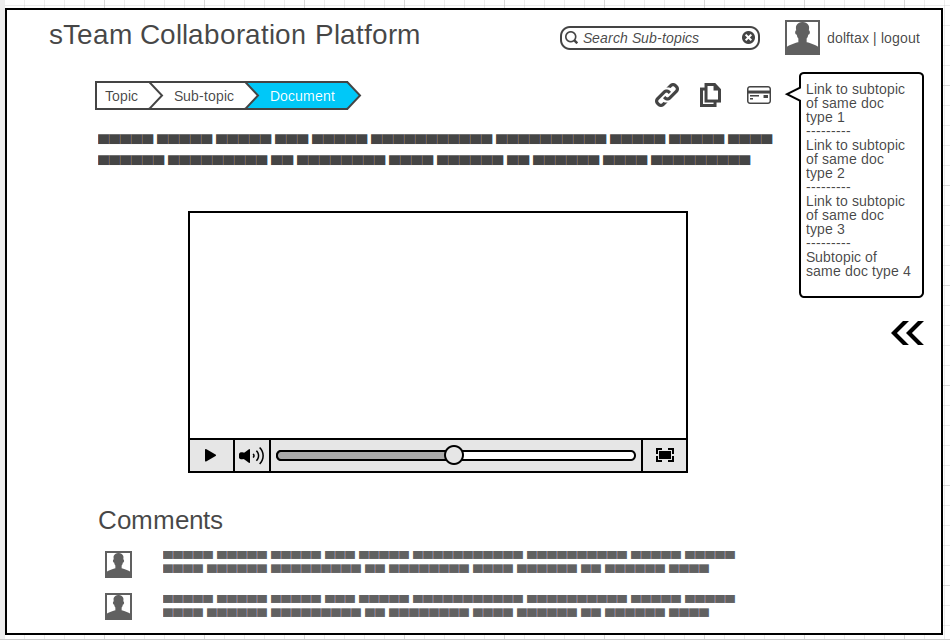 sTeam Collaboration Platform
Search Sub-topics
dolftax | logout
Topic
Sub-topic
Document
Link to subtopic
of same doc
type 1
---------
Link to subtopic
of same doc
type 2
---------
Link to subtopic
of same doc
type 3
---------
Subtopic of
same doc type 4
Comments